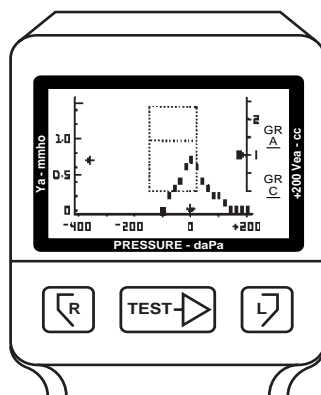 Ya - mmho
1.0
0.5
0
-400
-200
0
+200
2
1
GR
A
GR
C
+200 Vea - cc
PRESSURE - daPa
R
TEST
L